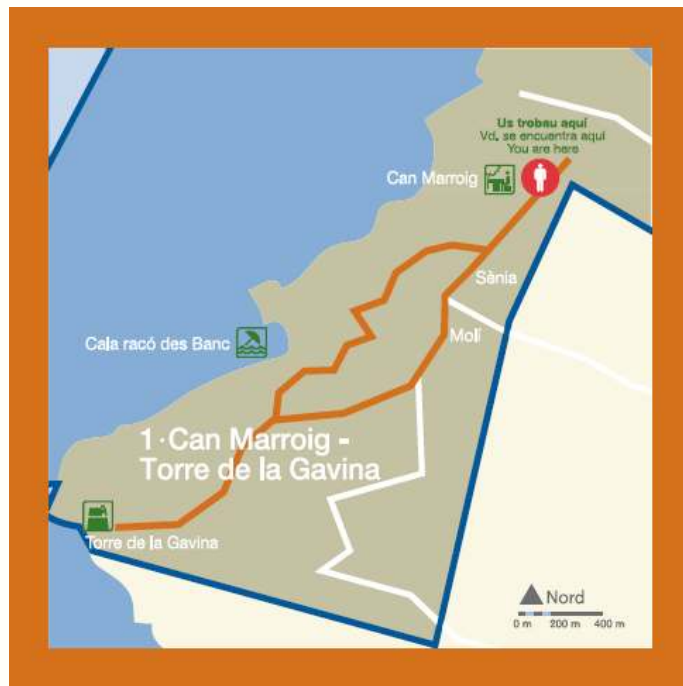 Us trobau aquí
Vd. se encuentra aquí
You are here
Can Marroig
Sènia
Molí
Cala racó des Banc
1·Can Marroig -
Torre de la Gavina
Torre de la Gavina
Nord
0 m 200 m 400 m